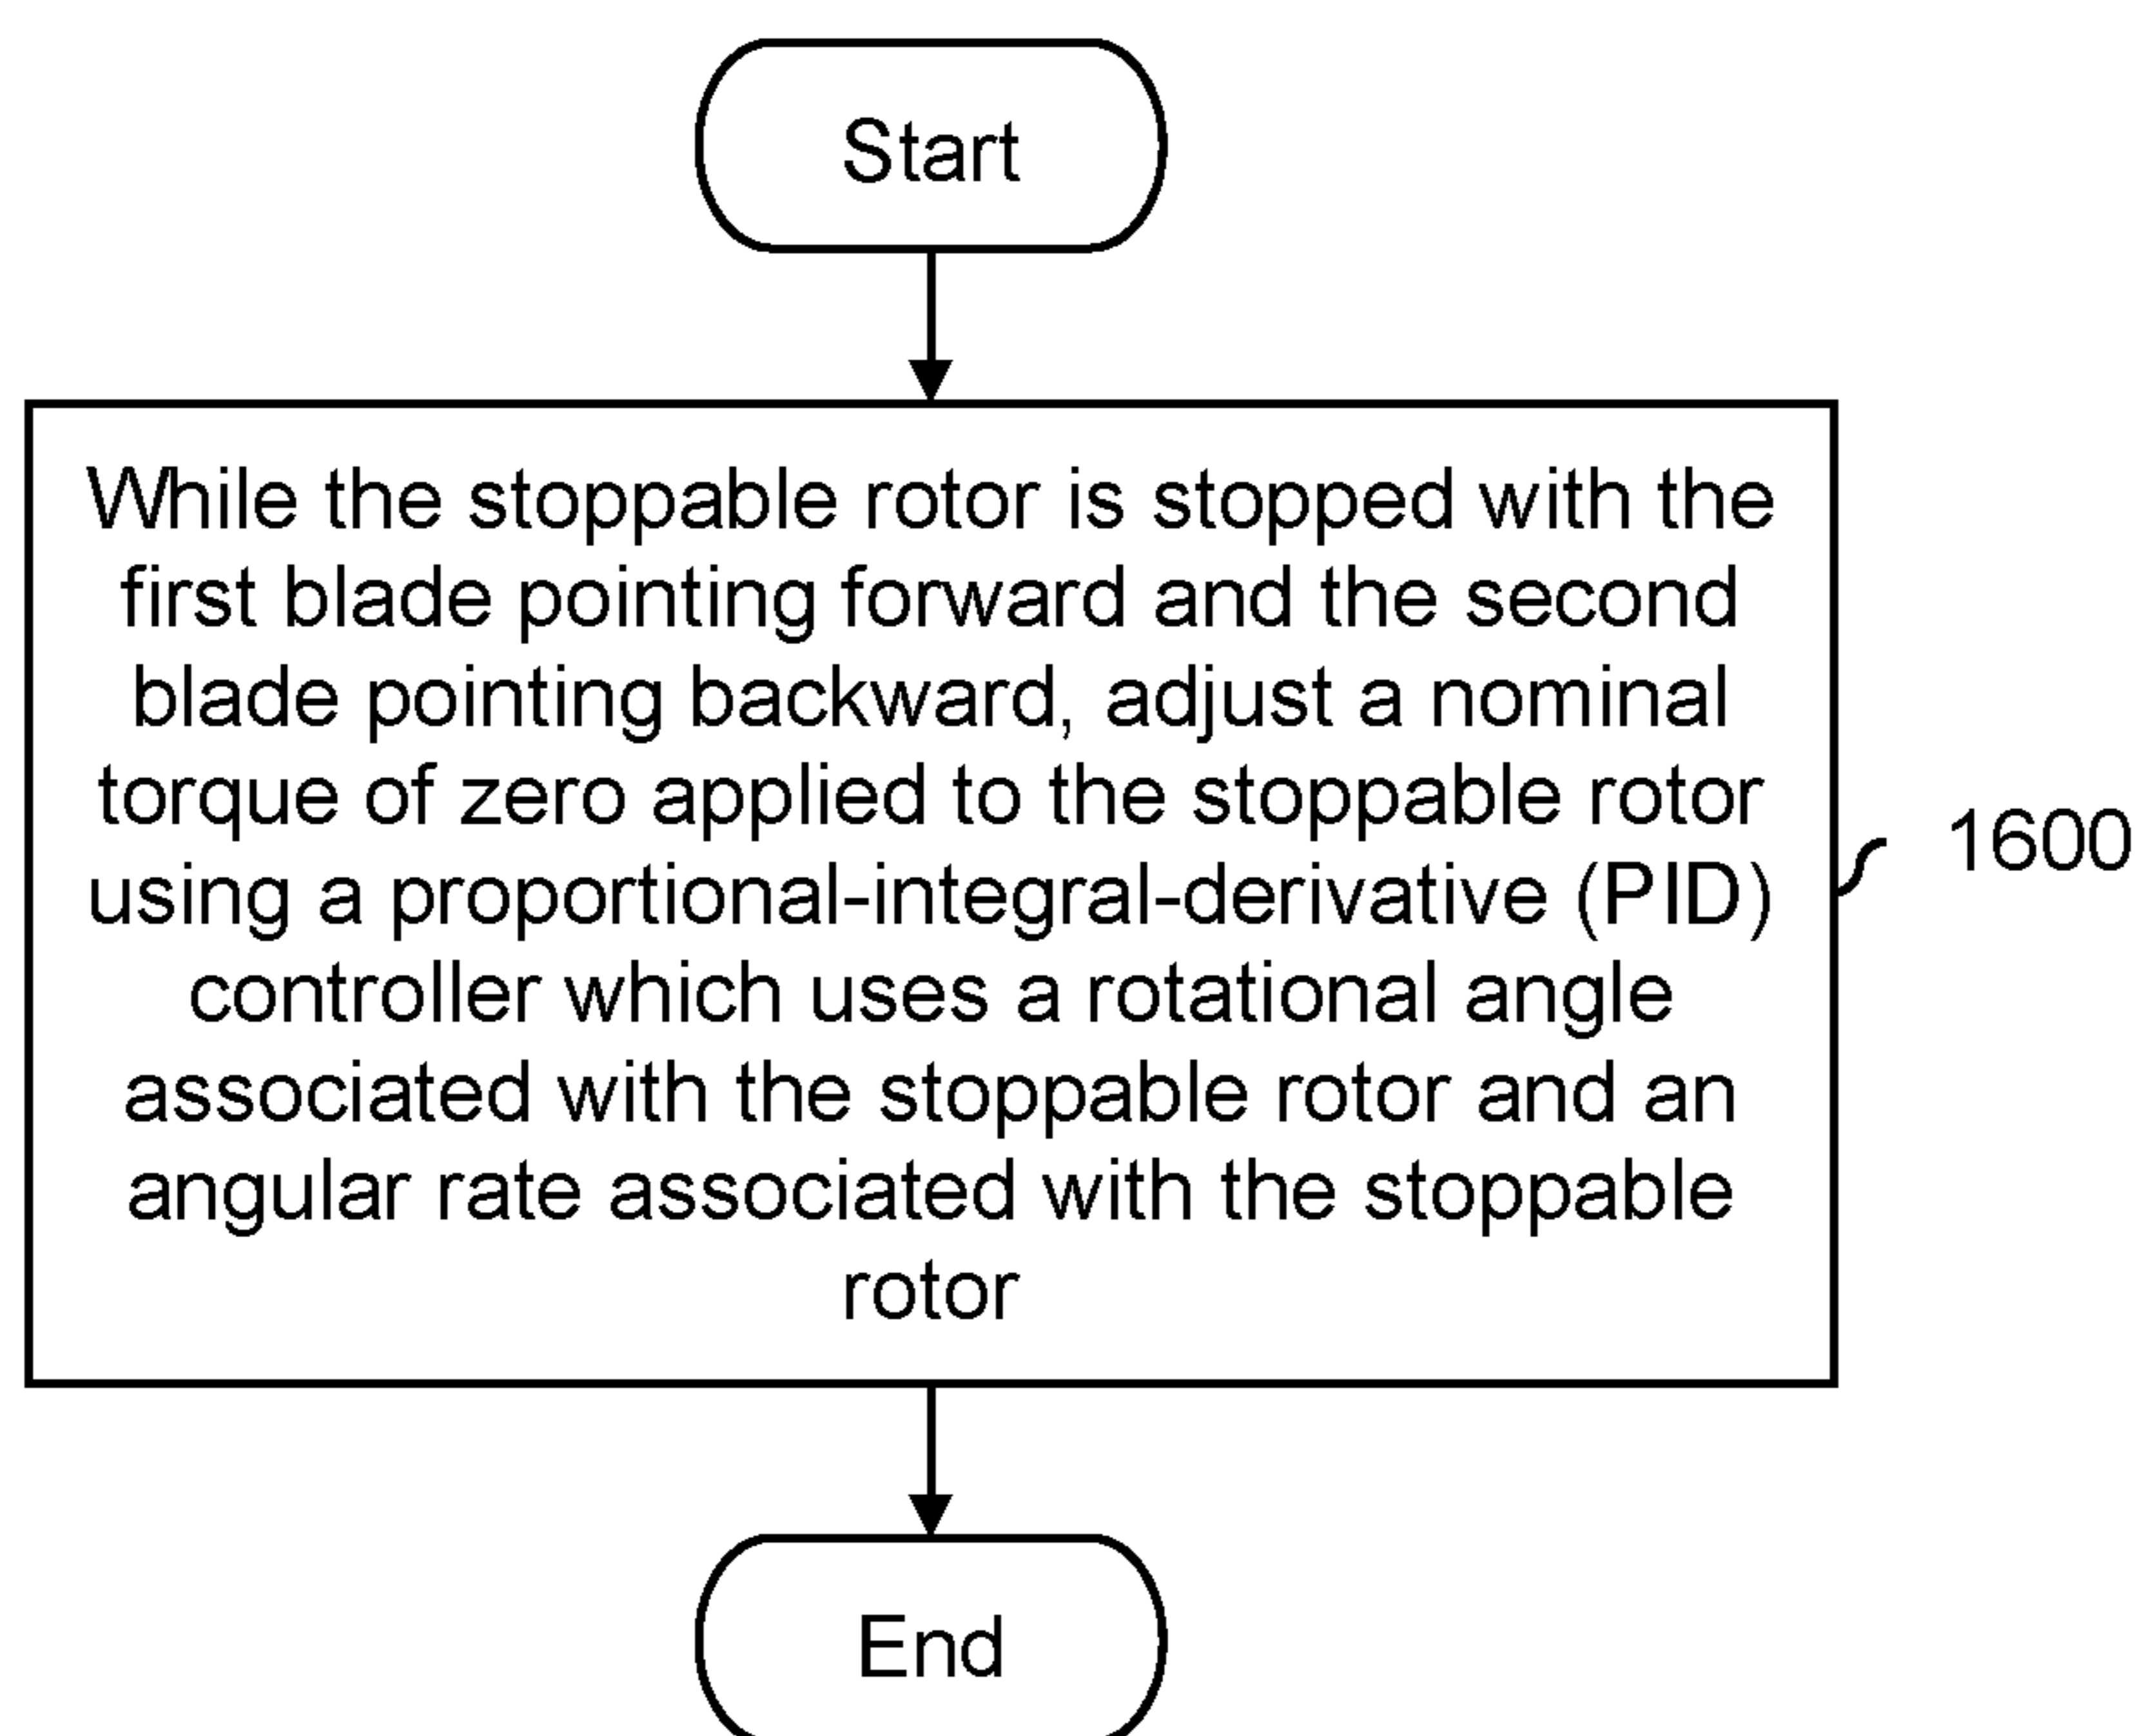 Start
While the stoppable rotor is stopped with the
first blade pointing forward and the second
blade pointing backward, adjust a nominal
torque of zero applied to the stoppable rotor
using a proportional-integral-derivative (PID)
controller which uses a rotational angle
associated with the stoppable rotor and an
angular rate associated with the stoppable
rotor
1600
End